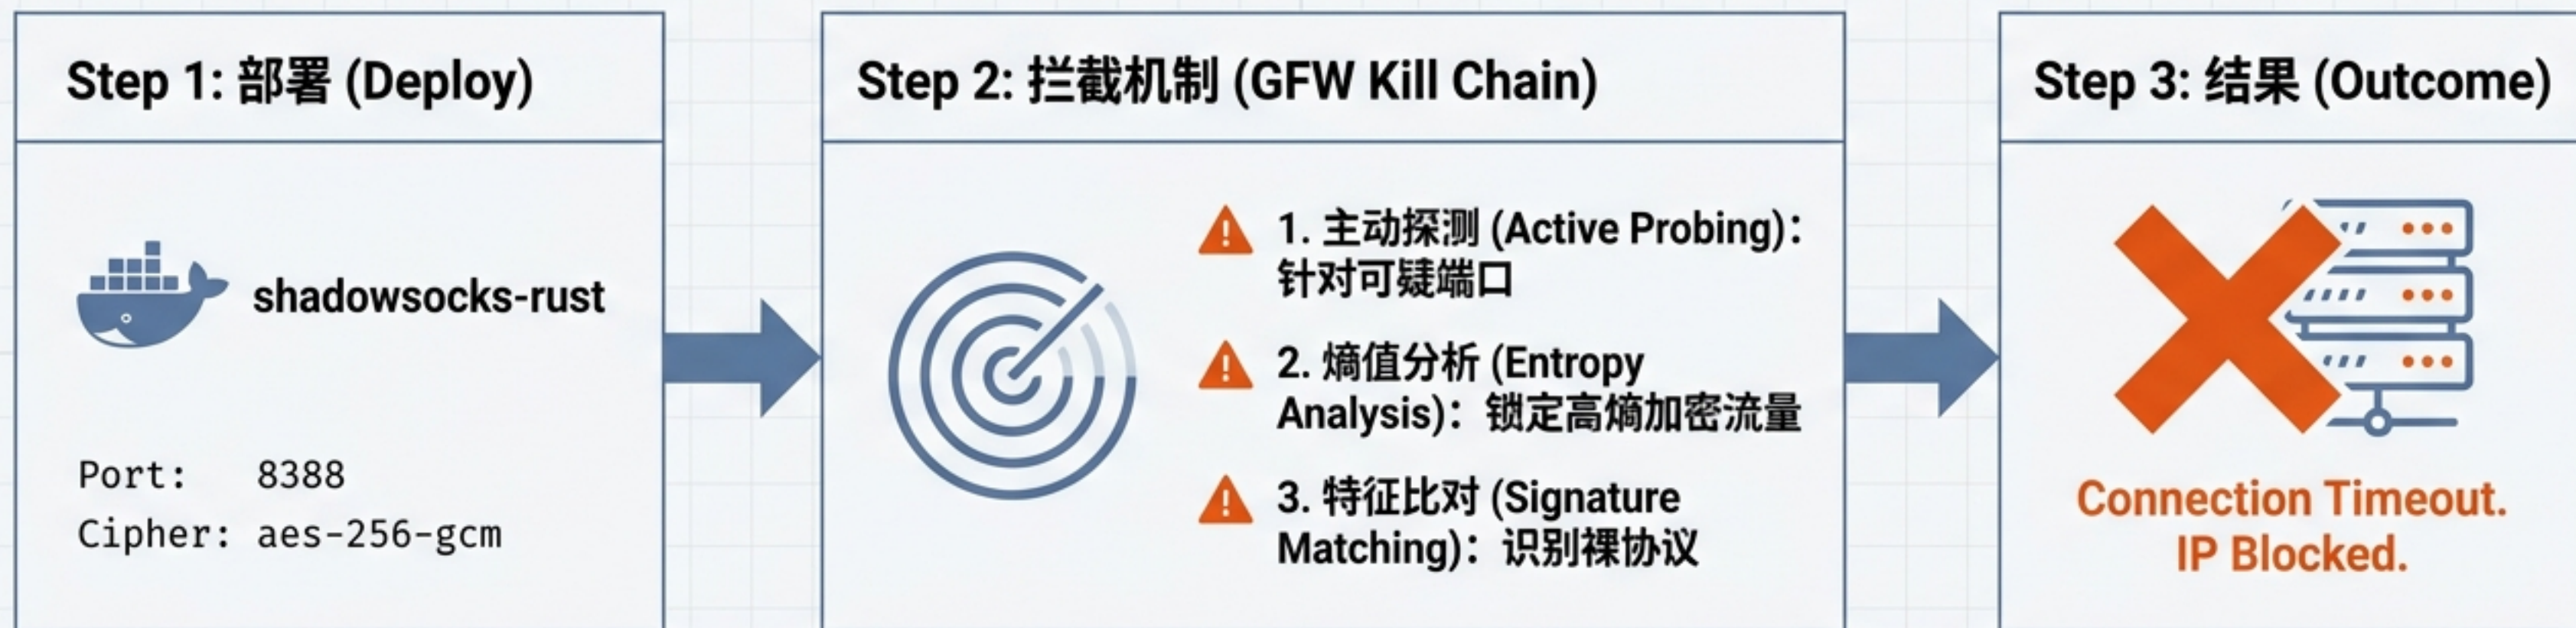 Step 1: 部署 (Deploy)
shadowsocks-rust
Port: 8388
Cipher: aes-256-gcm
Step 2: 拦截机制 (GFW Kill Chain)
1. 主动探测 (Active Probing)：
针对可疑端口
2. 熵值分析 (Entropy
Analysis)：锁定高熵加密流量
3. 特征比对 (Signature
Matching)：识别裸协议
Step 3: 结果 (Outcome)
Connection Timeout.
IP Blocked.